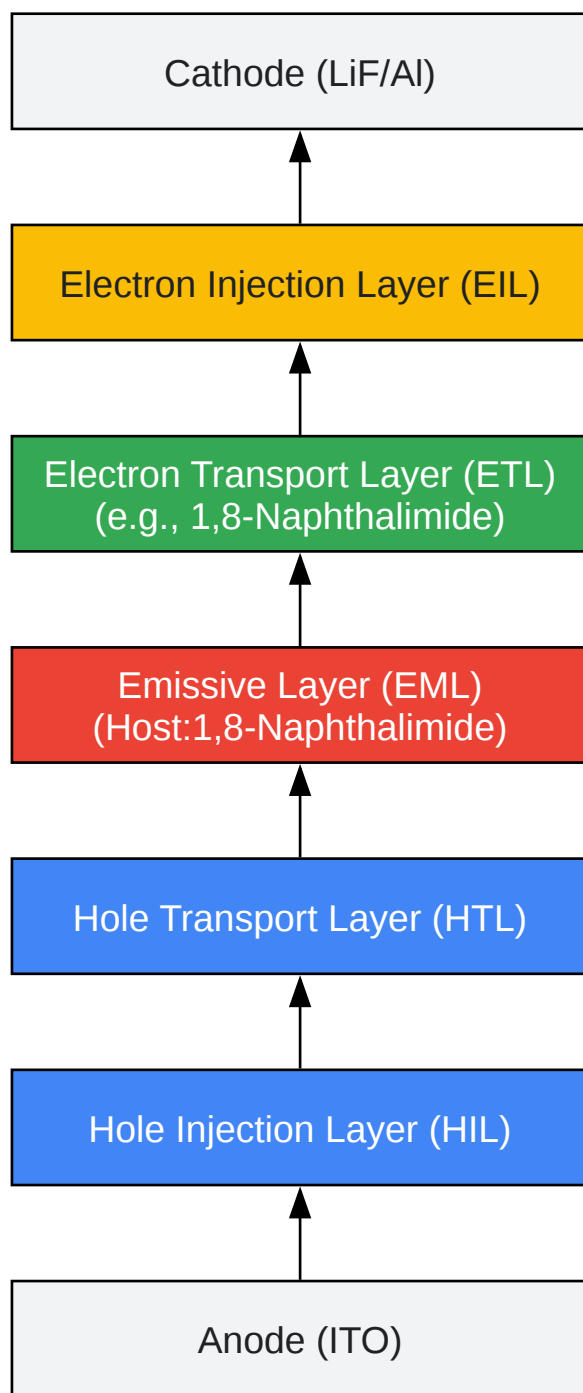 Cathode (LiF/Al)
Electron Injection Layer (EIL)
Electron Transport Layer (ETL)
(e.g., 1,8-Naphthalimide)
Emissive Layer (EML)
(Host:1,8-Naphthalimide)
Hole Transport Layer (HTL)
Hole Injection Layer (HIL)
Anode (ITO)